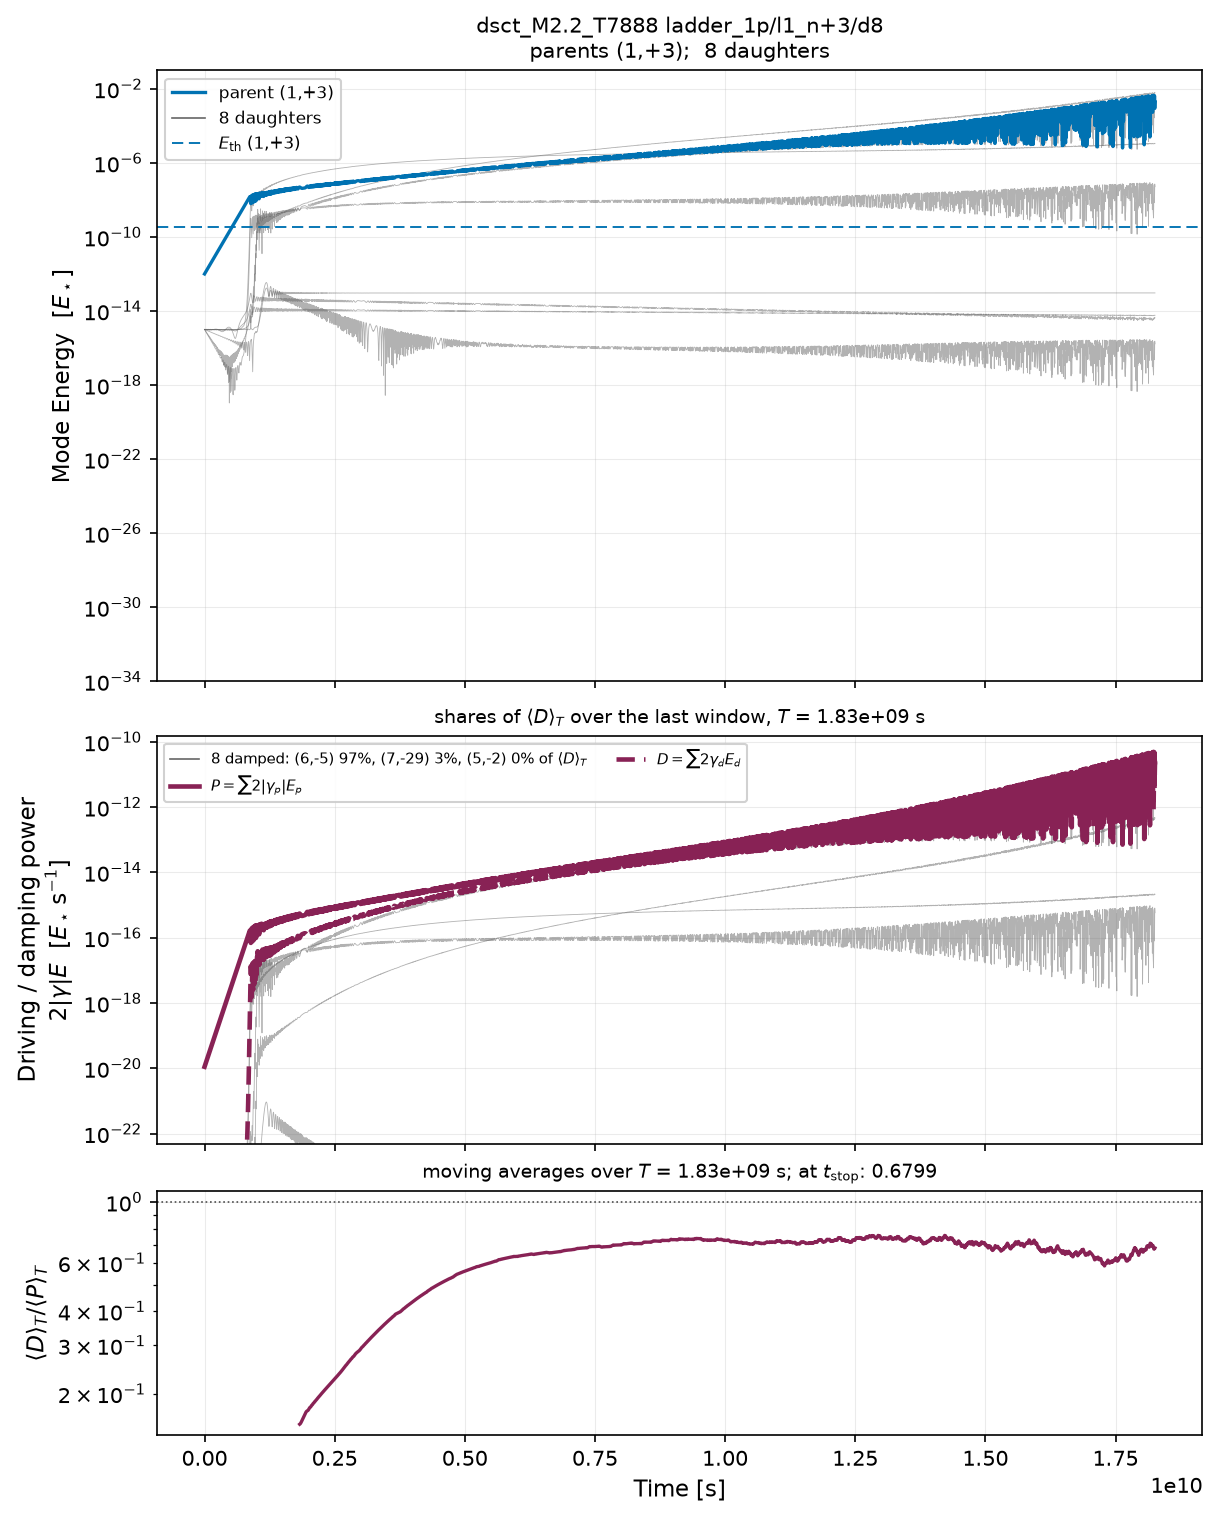 dsct_M2.2_T7888 ladder_1p/l1_n+3/d8
parents (1,+3);  8 daughters
parent (1,+3)
8 daughters
E_th (1,+3)
Mode Energy  [E⋆]
10⁻²
10⁻⁶
10⁻¹⁰
10⁻¹⁴
10⁻¹⁸
10⁻²²
10⁻²⁶
10⁻³⁰
10⁻³⁴
shares of ⟨D⟩_T over the last window, T = 1.83e+09 s
8 damped: (6,-5) 97%, (7,-29) 3%, (5,-2) 0% of ⟨D⟩_T
P = ∑2|γ_p|E_p
D = ∑2γ_dE_d
Driving / damping power
2|γ|E  [E⋆ s⁻¹]
10⁻¹⁰
10⁻¹²
10⁻¹⁴
10⁻¹⁶
10⁻¹⁸
10⁻²⁰
10⁻²²
moving averages over T = 1.83e+09 s; at t_stop: 0.6799
⟨D⟩_T/⟨P⟩_T
10⁰
6 × 10⁻¹
4 × 10⁻¹
3 × 10⁻¹
2 × 10⁻¹
0.00 0.25 0.50 0.75 1.00 1.25 1.50 1.75
1e10
Time [s]